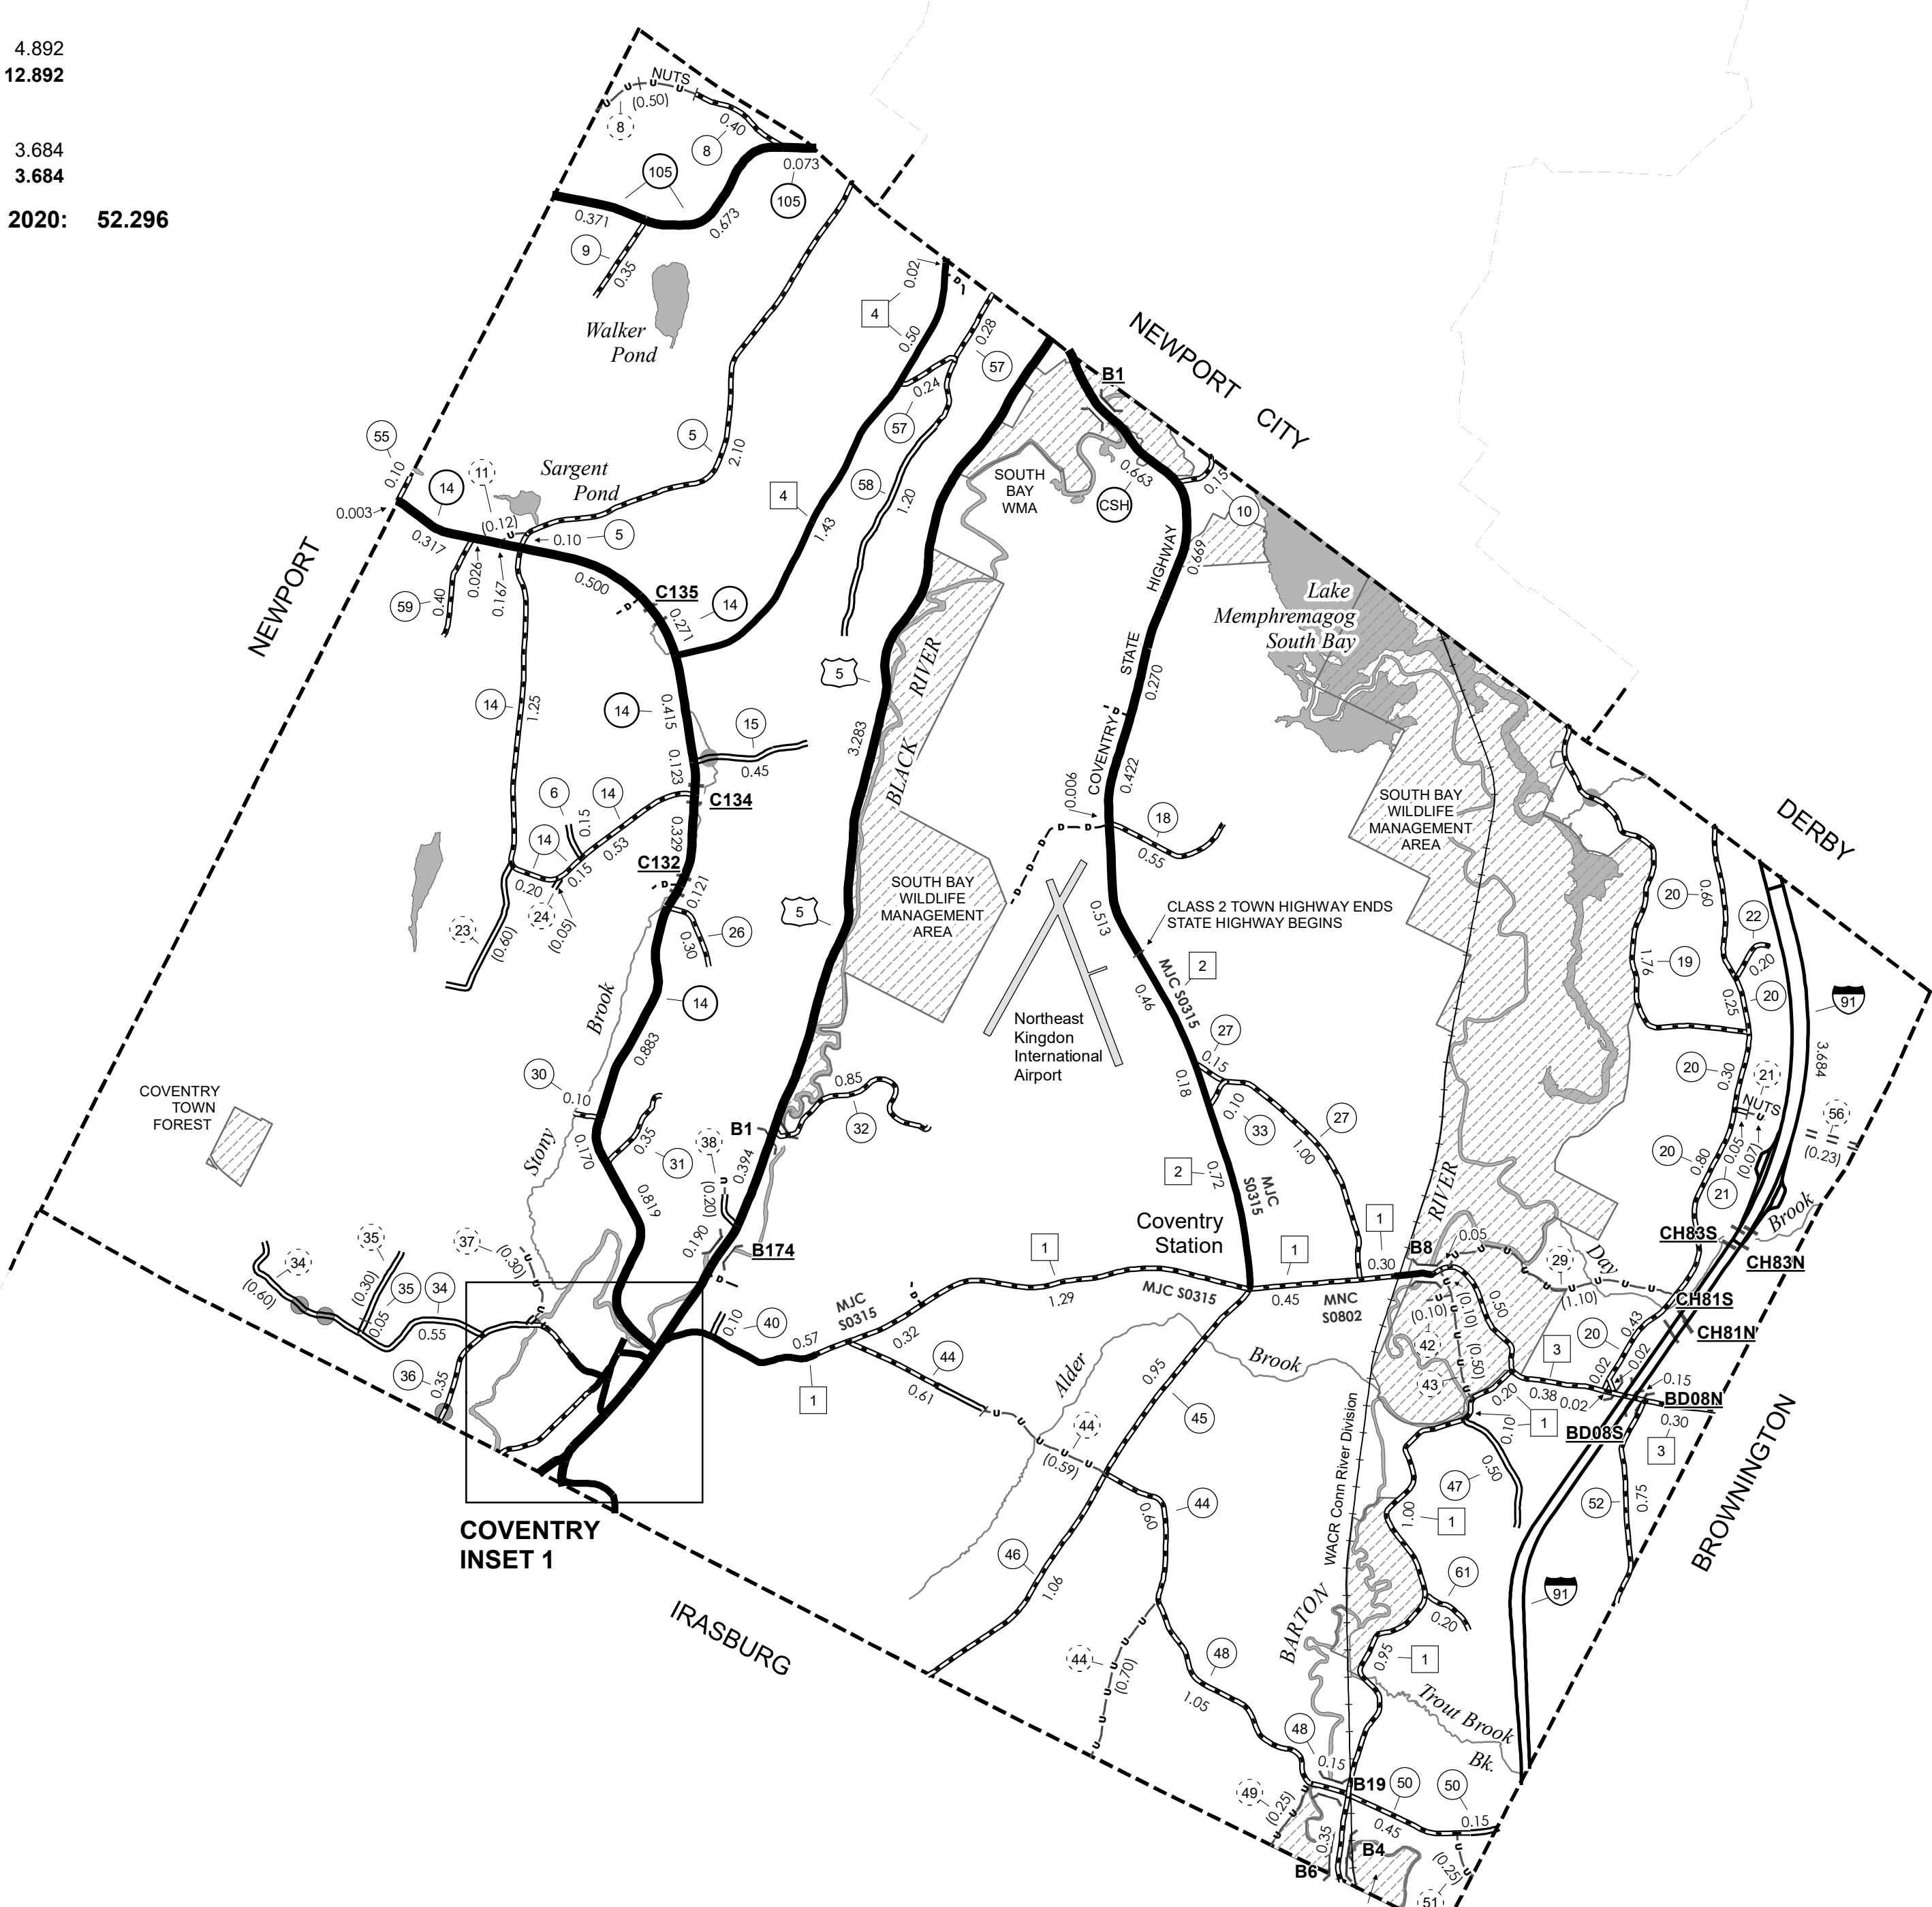 4.892
12.892
3.684
3.684
2020: 52.296
NUTS
(0.50)
8
0.40
8
105
0.073
105
0.371
0.673
9
0.35
Walker
Pond
0.02
4
0.50
0.28
57
0.24
57
NEWPORT CITY
B1
55
0.10
14
11
Sargent
Pond
5
2.10
0.003
(0.12)
0.10
5
0.317
0.026
0.167
0.500
59
0.40
C135
0.271
14
4
1.43
58
1.20
SOUTH
BAY
WMA
0.663
CSH
0.15
10
0.669
HIGHWAY
STATE
COVENTRY
0.270
0.422
0.006
Lake
Memphremagog
South Bay
NEWPORT
14
1.25
14
0.415
0.123
15
0.45
C134
5
3.283
BLACK RIVER
6
0.15
14
14
0.53
0.15
0.20
24
(0.05)
23
(0.60)
0.329
C132
0.121
26
0.30
14
0.883
5
SOUTH BAY
WILDLIFE
MANAGEMENT
AREA
18
0.55
0.513
CLASS 2 TOWN HIGHWAY ENDS
STATE HIGHWAY BEGINS
SOUTH BAY
WILDLIFE
MANAGEMENT
AREA
DERBY
20
0.60
22
0.20
19
1.76
20
0.25
91
3.684
Northeast
Kingdon
International
Airport
2
MJC S0315
0.46
27
0.15
0.18
0.10
33
27
1.00
2
0.72
MJC
S0315
Stony Brook
30
0.10
0.170
0.35
31
0.819
38
(0.20)
B1
0.394
0.190
B174
0.85
32
COVENTRY
TOWN
FOREST
20
0.30
21
NUTS
0.05
(0.07)
21
20
0.80
56
(0.23)
Brook
CH83S
CH83N
CH81S
CH81N
Coventry
Station
1
1
1
0.30
B8
0.05
RIVER
29
(1.10)
Day
34
(0.60)
35
(0.30)
35
0.05
34
0.55
37
(0.30)
36
0.35
40
0.10
0.57
1
MJC
S0315
0.32
1.29
MJC S0315
0.45
MNC
S0802
44
0.61
44
(0.59)
Alder
Brook
0.95
45
(0.10)
(0.10)
0.50
42
43
(0.50)
20
0.43
3
0.02
0.02
0.15
0.20
0.38
0.02
BD08N
0.30
3
BD08S
1
0.10
47
0.50
52
0.75
BROWNINGTON
COVENTRY
INSET 1
IRASBURG
46
1.06
44
0.60
44
(0.70)
48
1.05
WACR Conn River Division
BARTON
1.00
1
61
0.20
0.95
1
91
Trout Brook
Bk.
48
0.15
B19
50
50
0.45
0.15
49
(0.25)
0.35
B4
B6
(0.25)
51